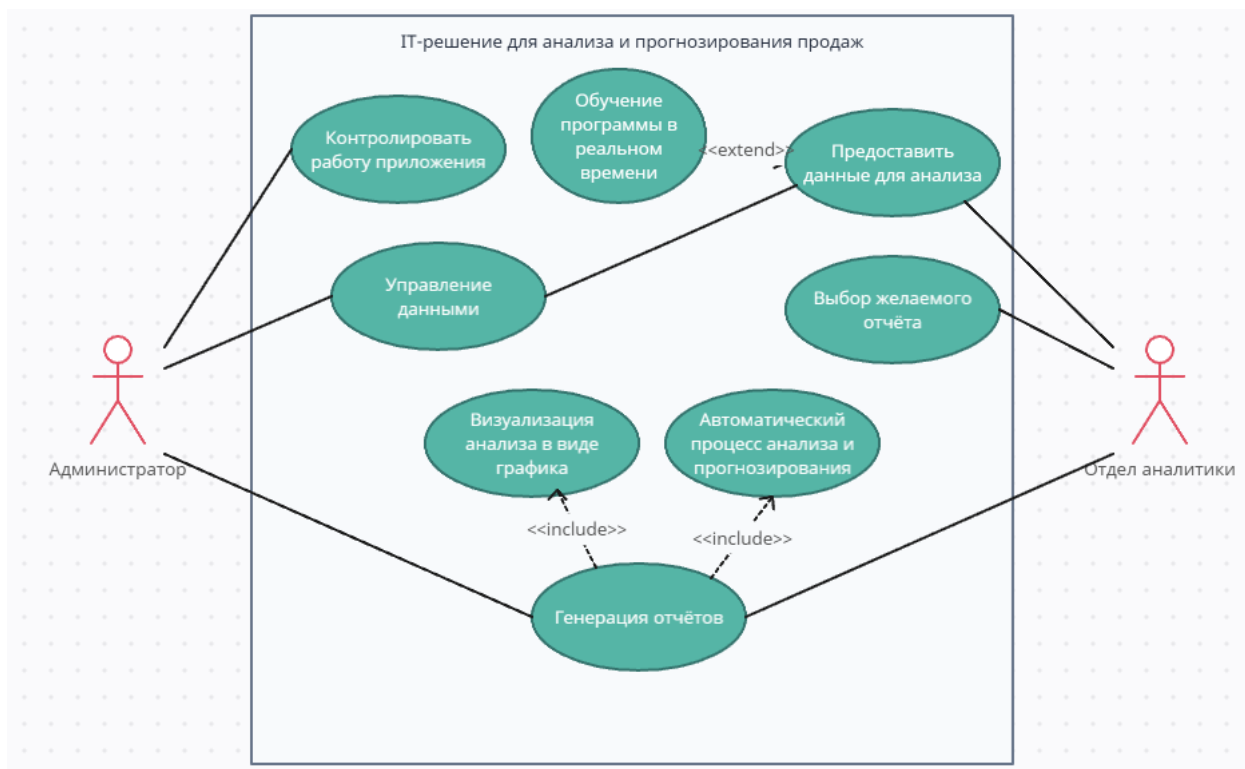 IT-решение для анализа и прогнозирования продаж
Контролировать
работу приложения
Обучение
программы в
реальном
времени
<<extend>>
Предоставить
данные для анализа
Управление
данными
Выбор желаемого
отчёта
Визуализация
анализа в виде
графика
Автоматический
процесс анализа и
прогнозирования
Администратор
Отдел аналитики
<<include>>
<<include>>
Генерация отчётов